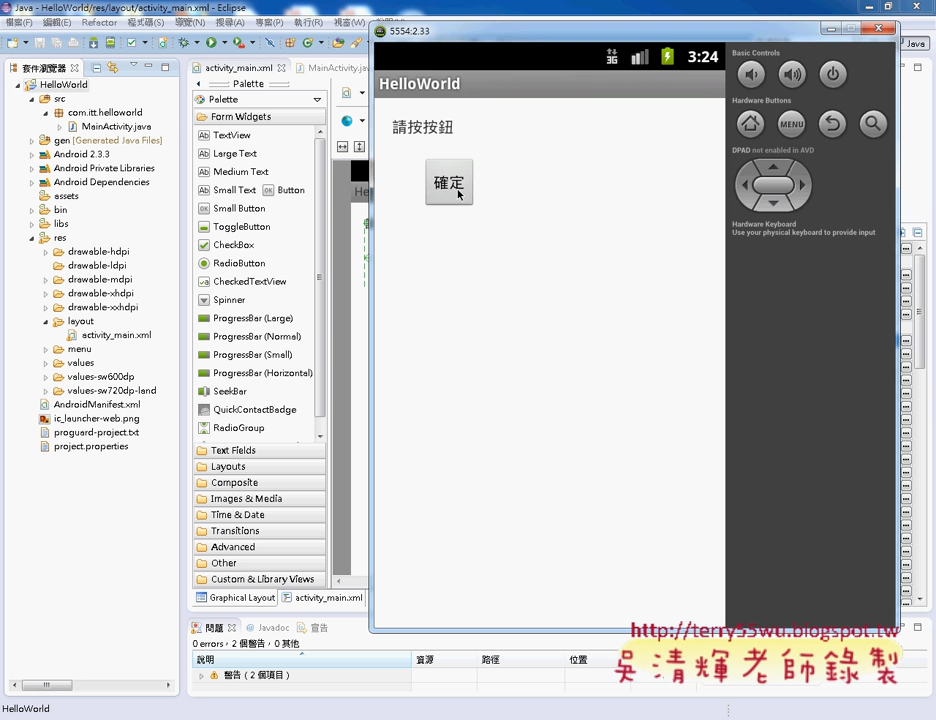 Java - HelloWorld/res/layout/activity_main.xml - Eclipse
檔案(F) 編輯(E) Refactor 程式碼(S) 導覽(N) 搜尋(A) 專案(P) 執行(R) 視窗(W)
Java
套件瀏覽器
HelloWorld
src
com.itt.helloworld
MainActivity.java
gen [Generated Java Files]
Android 2.3.3
Android Private Libraries
Android Dependencies
assets
bin
libs
res
drawable-hdpi
drawable-ldpi
drawable-mdpi
drawable-xhdpi
drawable-xxhdpi
layout
activity_main.xml
menu
values
values-sw600dp
values-sw720dp-land
AndroidManifest.xml
ic_launcher-web.png
proguard-project.txt
project.properties
activity_main.xml
MainActivity.ja
Palette
Palette
Form Widgets
Ab TextView
Ab Large Text
Ab Medium Text
Ab Small Text OK Button
OK Small Button
ToggleButton
CheckBox
RadioButton
CheckedTextView
Spinner
ProgressBar (Large)
ProgressBar (Normal)
ProgressBar (Small)
ProgressBar (Horizontal)
SeekBar
QuickContactBadge
RadioGroup
Text Fields
Layouts
Composite
Images & Media
Time & Date
Transitions
Advanced
Other
Custom & Library Views
Graphical Layout
activity_main.xml
He
5554:2.33
3G 3:24
HelloWorld
請按按鈕
確定
Basic Controls
Hardware Buttons
MENU
DPAD not enabled in AVD
Hardware Keyboard
Use your physical keyboard to provide input
問題 @ Javadoc 宣告
0 errors，2 個警告，0 其他
說明 資源 路徑 位置
警告（2 個項目）
http://terry55wu.blogspot.tw
吳清輝老師錄製
HelloWorld